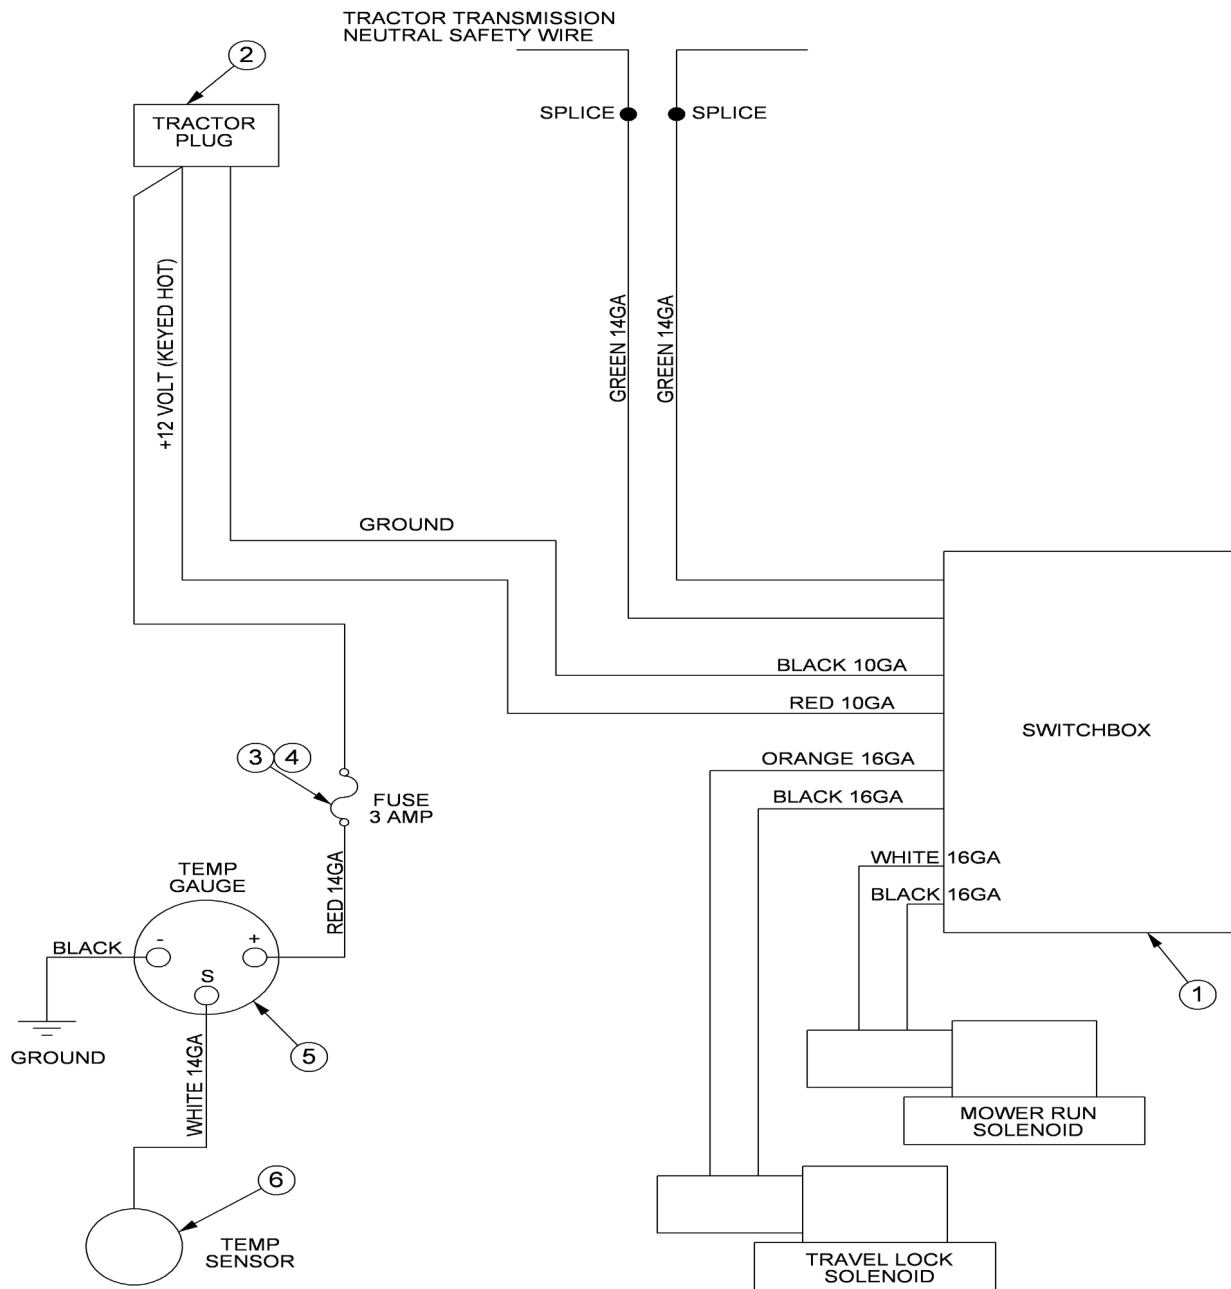 TRACTOR TRANSMISSION
NEUTRAL SAFETY WIRE
2
TRACTOR
PLUG
SPLICE
SPLICE
+12 VOLT (KEYED HOT)
GREEN 14GA
GREEN 14GA
GROUND
BLACK 10GA
RED 10GA
SWITCHBOX
3 4
ORANGE 16GA
FUSE
3 AMP
BLACK 16GA
TEMP
GAUGE
RED 14GA
WHITE 16GA
BLACK 16GA
BLACK
-
+
S
1
GROUND
5
WHITE 14GA
MOWER RUN
SOLENOID
6
TEMP
SENSOR
TRAVEL LOCK
SOLENOID